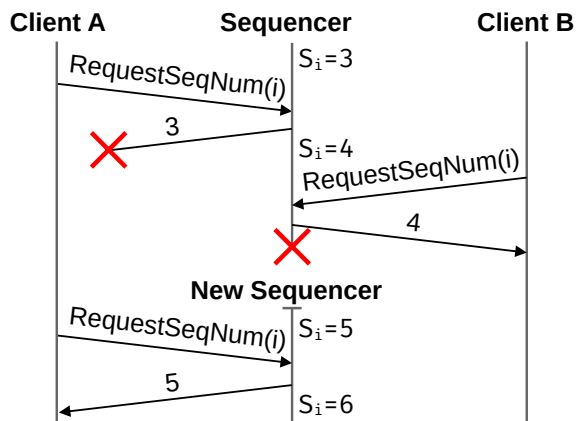 Client A
Sequencer
Client B
Sᵢ=3
RequestSeqNum(i)
3
Sᵢ=4
RequestSeqNum(i)
4
New Sequencer
RequestSeqNum(i)
Sᵢ=5
5
Sᵢ=6